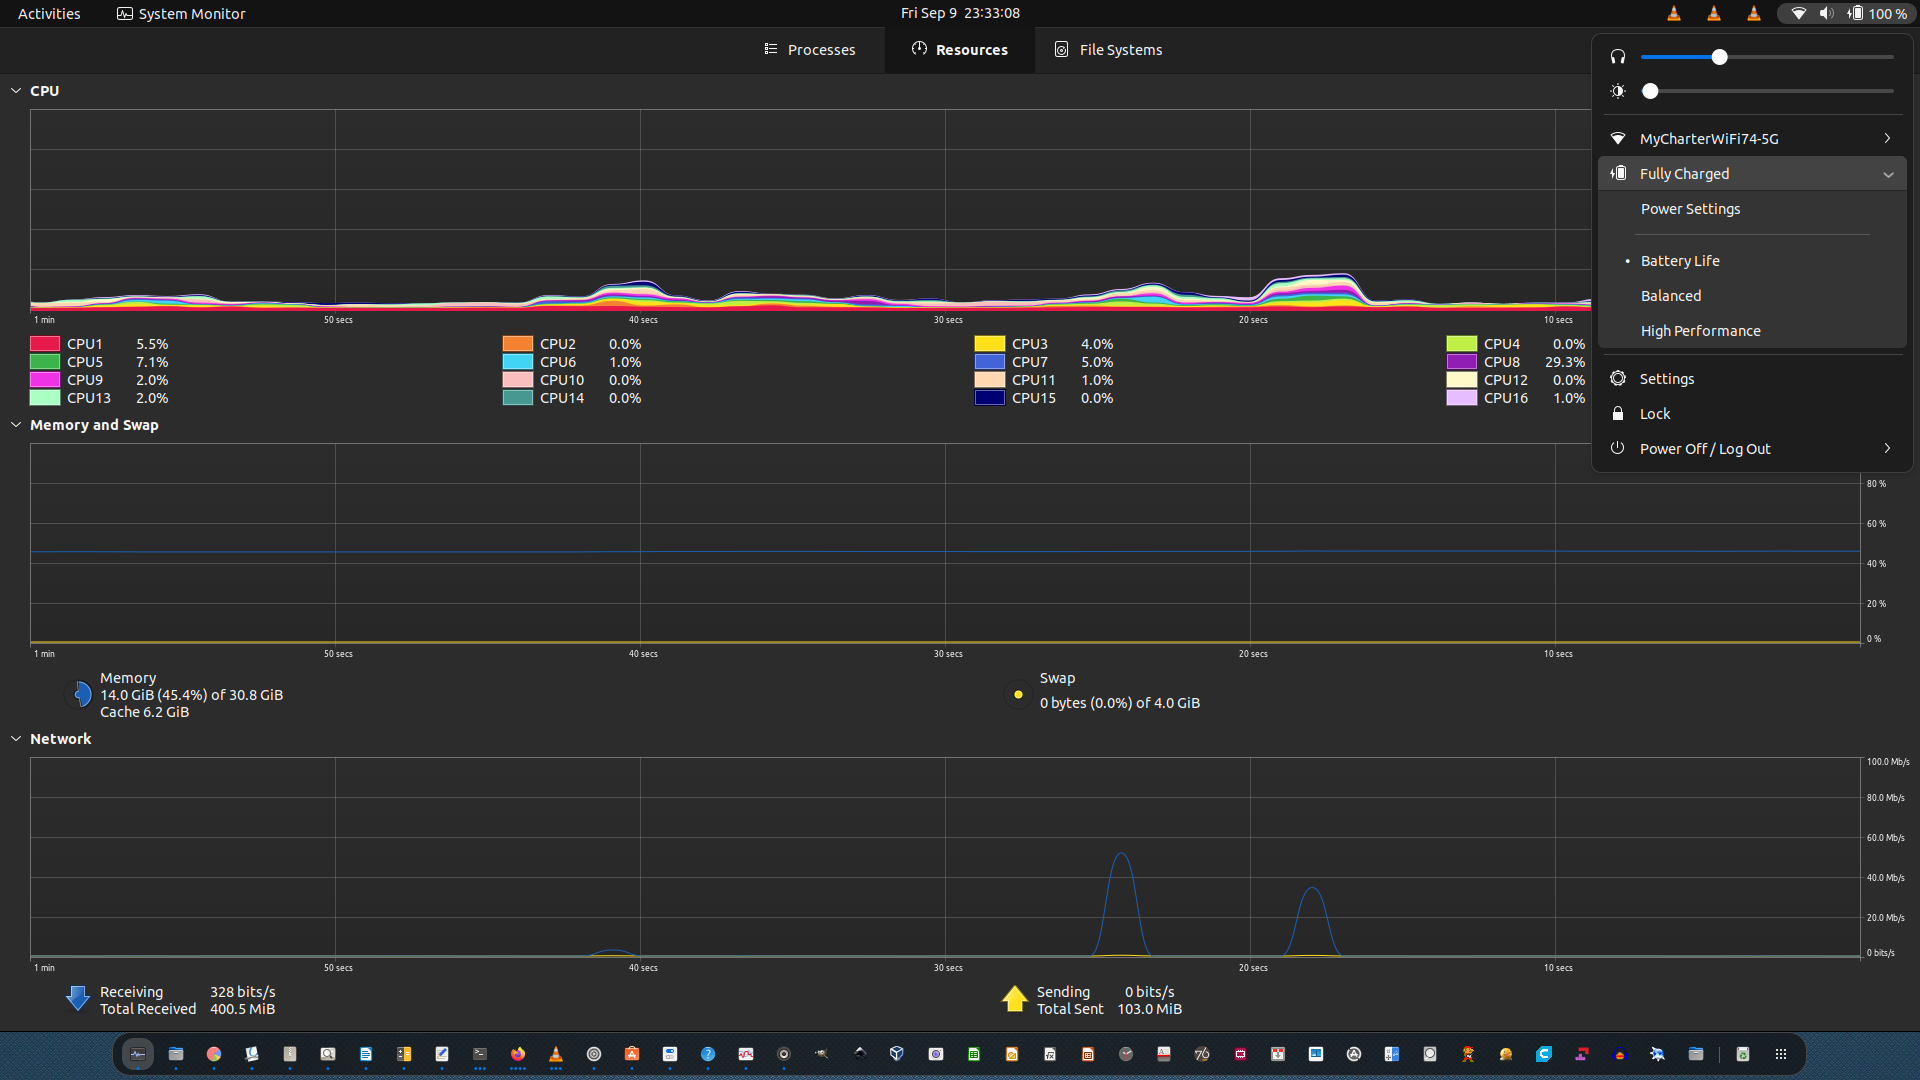 Activities
System Monitor
Fri Sep 9 23:33:08
100 %
Processes
Resources
File Systems
CPU
1 min
50 secs
40 secs
30 secs
20 secs
10 secs
CPU1 5.5%
CPU2 0.0%
CPU3 4.0%
CPU4 0.0%
CPU5 7.1%
CPU6 1.0%
CPU7 5.0%
CPU8 29.3%
CPU9 2.0%
CPU10 0.0%
CPU11 1.0%
CPU12 0.0%
CPU13 2.0%
CPU14 0.0%
CPU15 0.0%
CPU16 1.0%
MyCharterWiFi74-5G
Fully Charged
Power Settings
• Battery Life
Balanced
High Performance
Settings
Lock
Power Off / Log Out
Memory and Swap
80 %
60 %
40 %
20 %
0 %
1 min
50 secs
40 secs
30 secs
20 secs
10 secs
Memory
14.0 GiB (45.4%) of 30.8 GiB
Cache 6.2 GiB
Swap
0 bytes (0.0%) of 4.0 GiB
Network
100.0 Mb/s
80.0 Mb/s
60.0 Mb/s
40.0 Mb/s
20.0 Mb/s
0 bits/s
1 min
50 secs
40 secs
30 secs
20 secs
10 secs
Receiving 328 bits/s
Total Received 400.5 MiB
Sending 0 bits/s
Total Sent 103.0 MiB
76